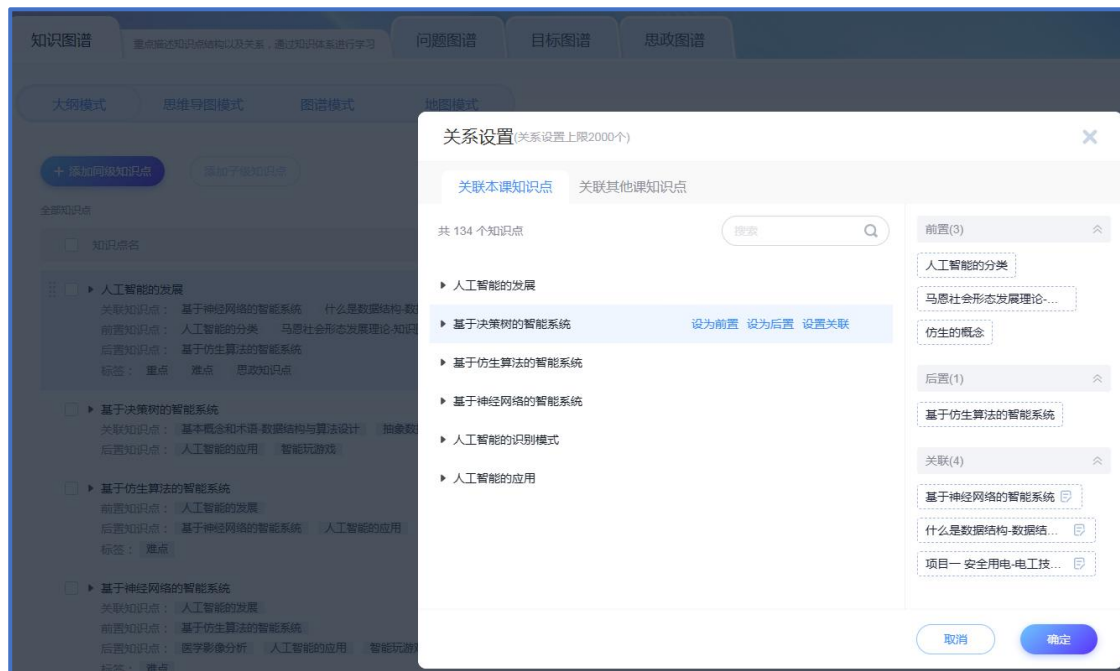 知识图谱
重点描述知识点结构以及关系，通过知识体系进行学习
问题图谱
目标图谱
思政图谱
大纲模式
思维导图模式
图谱模式
地图模式
+ 添加同级知识点
添加子级知识点
全部知识点
知识点名
人工智能的发展
关联知识点： 基于神经网络的智能系统 什么是数据结构-数据
前置知识点： 人工智能的分类 马恩社会形态发展理论-知识
后置知识点： 基于仿生算法的智能系统
标签： 重点 难点 思政知识点
基于决策树的智能系统
关联知识点： 基本概念和术语-数据结构与算法设计 抽象数据
后置知识点： 人工智能的应用 智能玩游戏
基于仿生算法的智能系统
前置知识点： 人工智能的发展
后置知识点： 基于神经网络的智能系统 人工智能的应用
标签： 难点
基于神经网络的智能系统
关联知识点： 人工智能的发展
前置知识点： 基于仿生算法的智能系统
后置知识点： 医学影像分析 人工智能的应用 智能玩游
标签： 难点
关系设置(关系设置上限2000个)
关联本课知识点 关联其他课知识点
共 134 个知识点
搜索
人工智能的发展
基于决策树的智能系统 设为前置 设为后置 设置关联
基于仿生算法的智能系统
基于神经网络的智能系统
人工智能的识别模式
人工智能的应用
前置(3)
人工智能的分类
马恩社会形态发展理论-...
仿生的概念
后置(1)
基于仿生算法的智能系统
关联(4)
基于神经网络的智能系统
什么是数据结构-数据结...
项目一 安全用电-电工技...
取消
确定